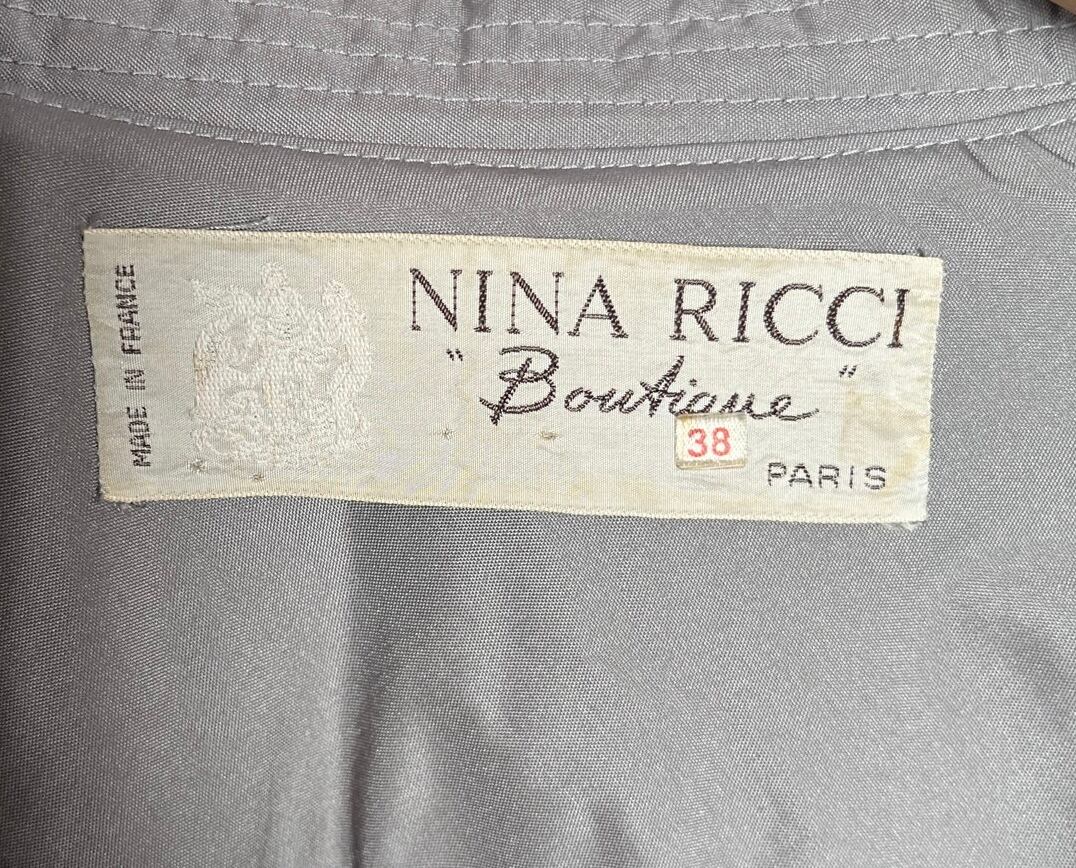 MADE IN FRANCE
NINA RICCI
"Boutique"
38
PARIS